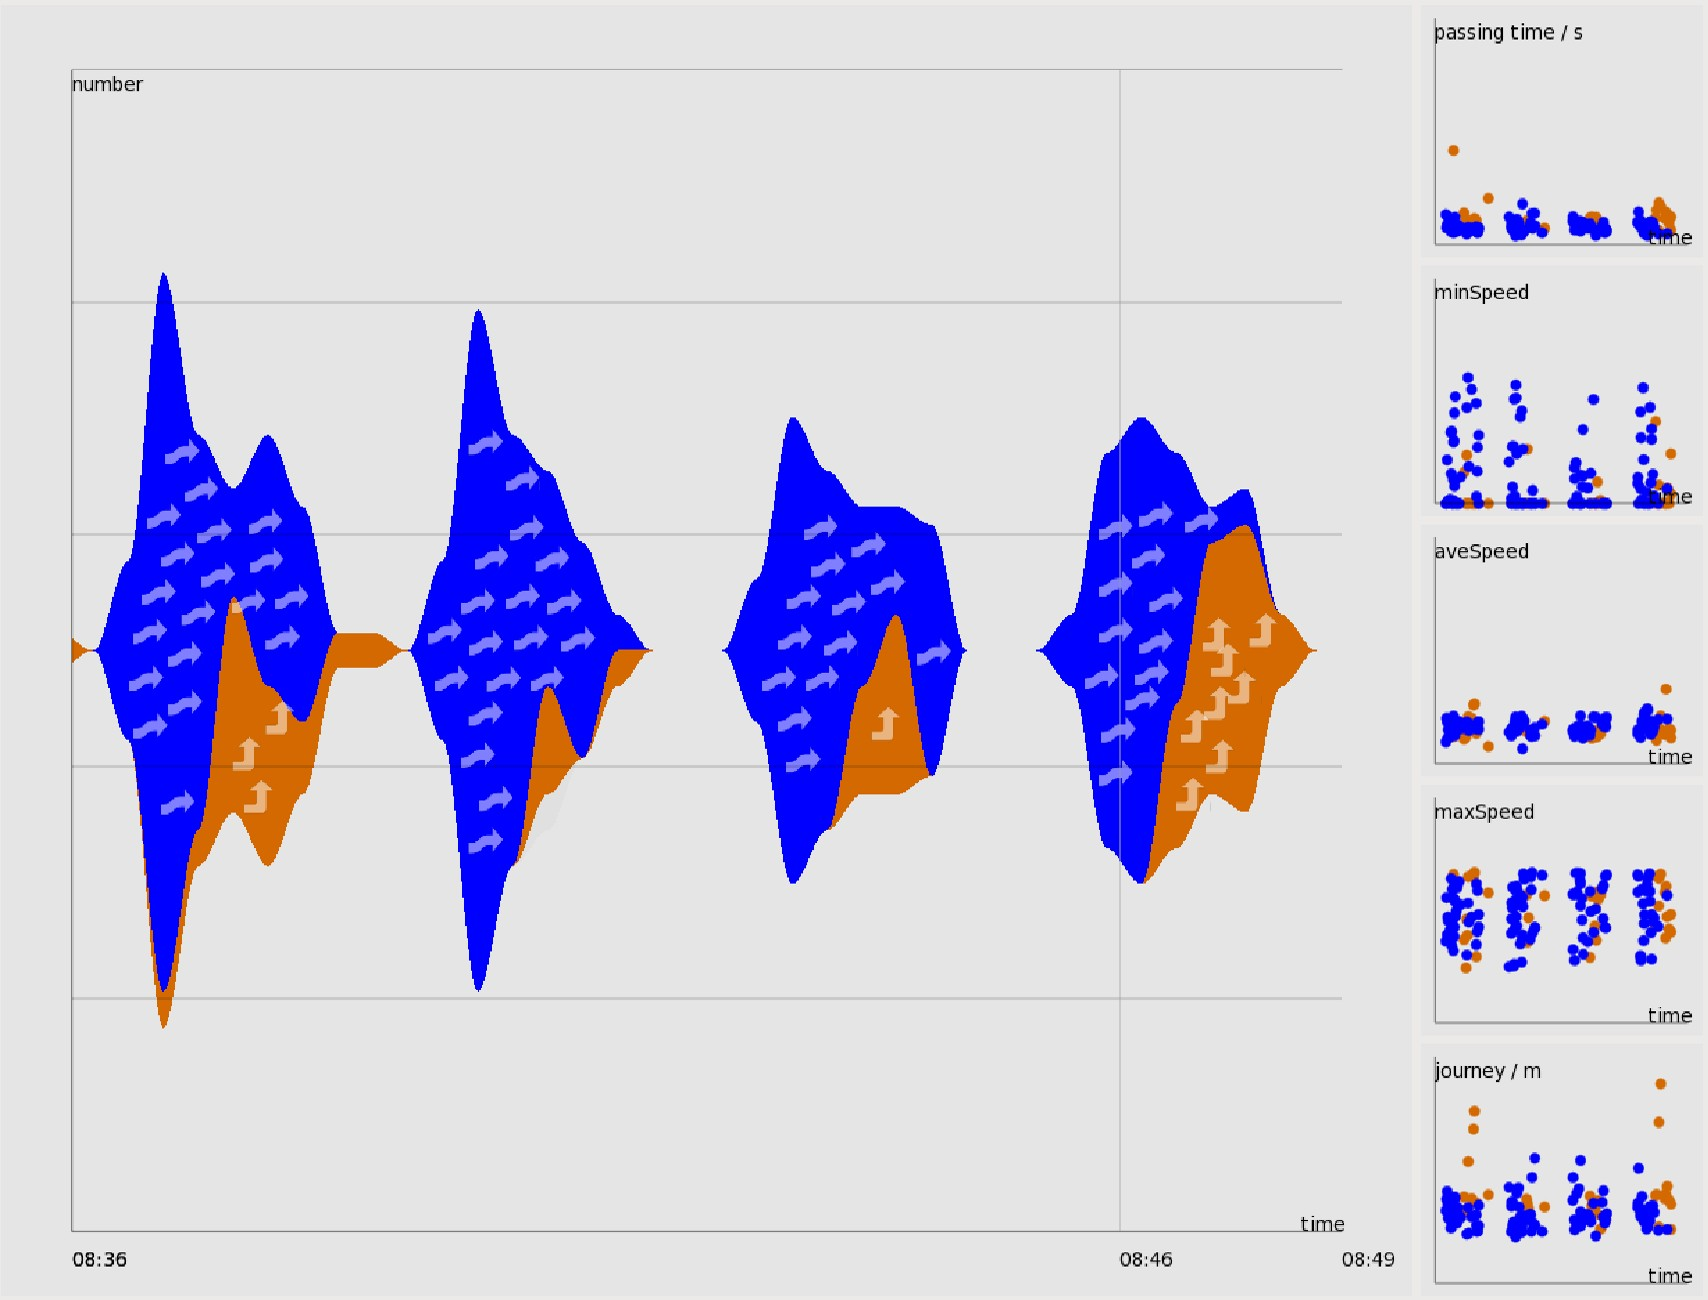 number
time
08:36
08:46
08:49
passing time / s
time
minSpeed
time
aveSpeed
time
maxSpeed
time
journey / m
time